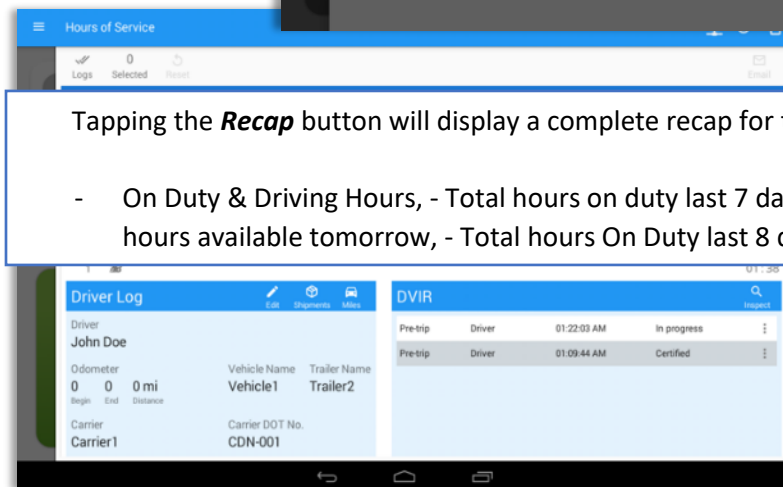 Hours of Service
0
Logs Selected Reset
Email
Tapping the Recap button will display a complete recap for
- On Duty & Driving Hours, - Total hours on duty last 7
hours available tomorrow, - Total hours On Duty last 8
1
01:38
Driver Log Edit Shipments Miles
Driver
John Doe
Odometer Vehicle Name Trailer Name
0 0 0 mi Vehicle1 Trailer2
Begin End Distance
Carrier Carrier DOT No.
Carrier1 CDN-001
DVIR Inspect
Pre-trip Driver 01:22:03 AM In progress
Pre-trip Driver 01:09:44 AM Certified